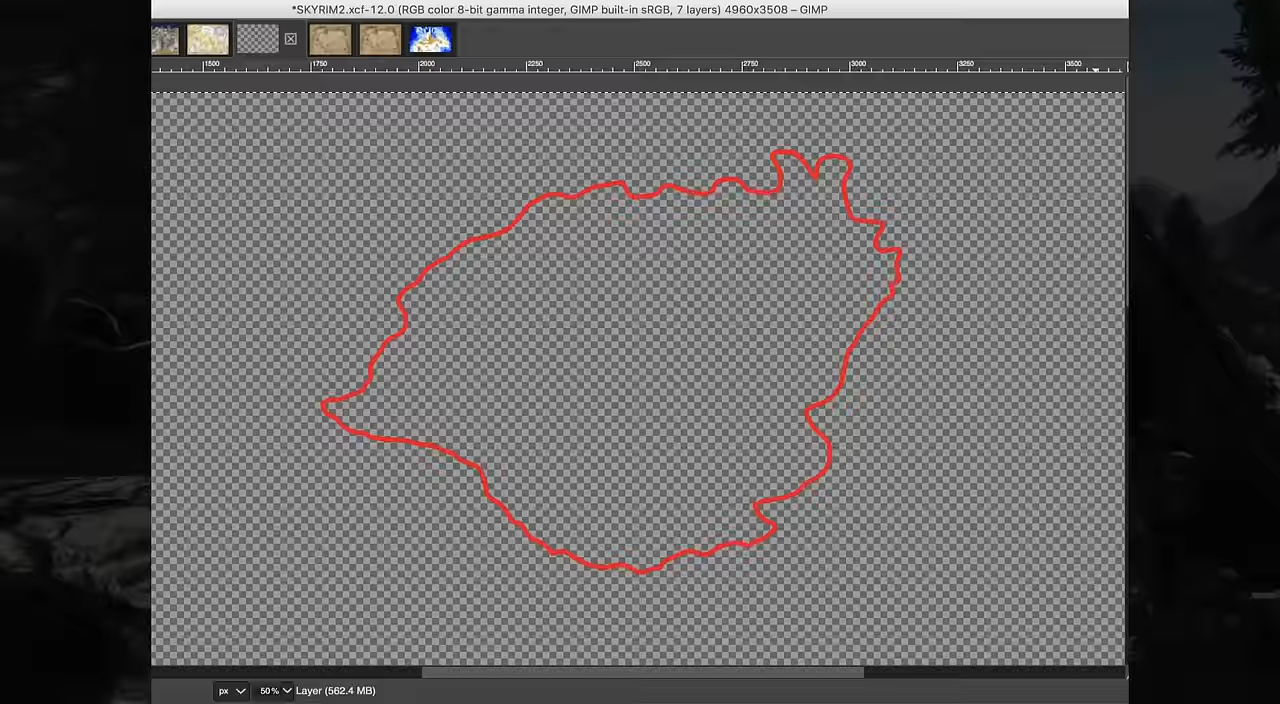 *SKYRIM2.xcf-12.0 (RGB color 8-bit gamma integer, GIMP built-in sRGB, 7 layers) 4960x3508 – GIMP
1500 1750 2000 2250 2500 2750 3000 3250 3500
px 50% Layer (562.4 MB)